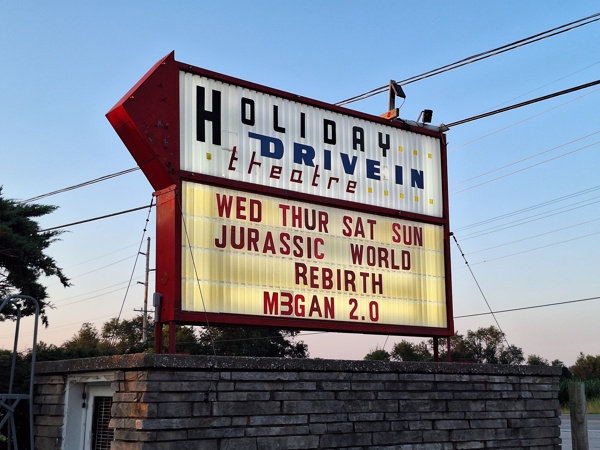 HOLIDAY
DRIVE IN
theatre
WED THUR SAT SUN
JURASSIC WORLD
REBIRTH
M3GAN 2.0